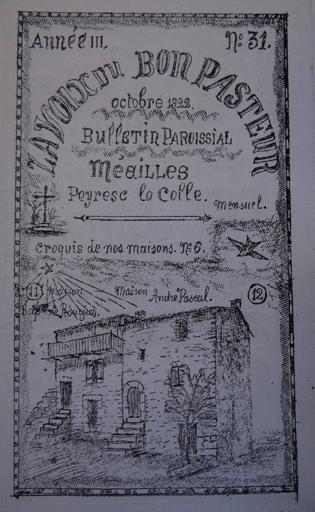 Année III.
N° 31.
LA VOIX DU BON PASTEUR
octobre 1922.
Bulletin Paroissial
Méailles
Peyresc la Colle.
Mensuel.
Croquis de nos maisons. N° 6.
11 Maison
Maison André Pascal. 12